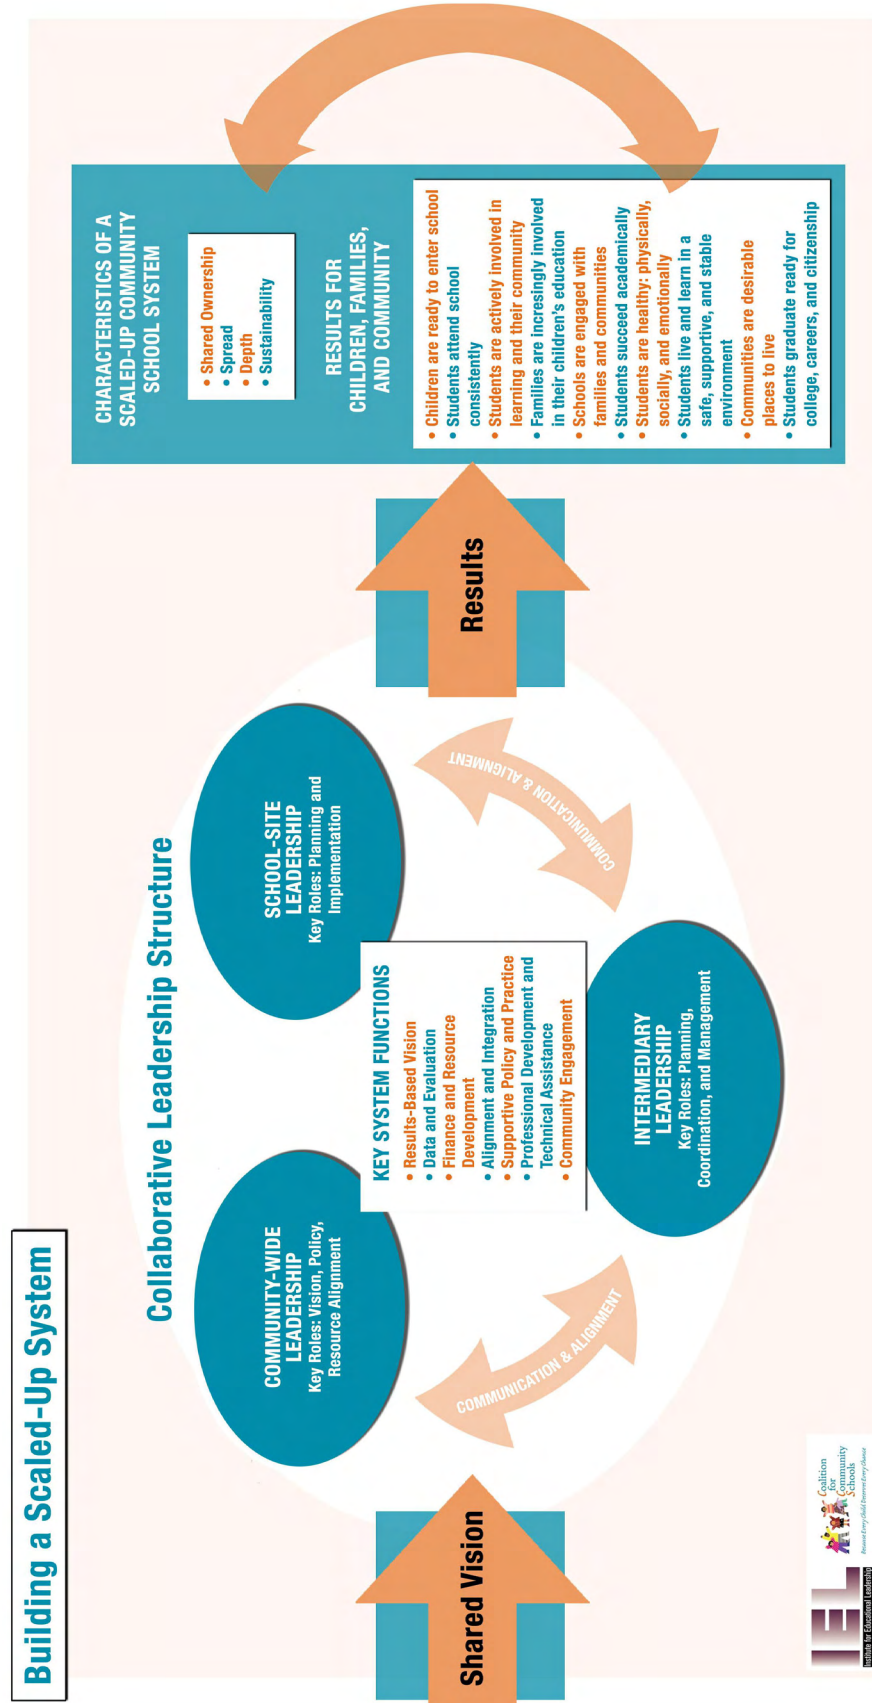 Building a Scaled-Up System
Collaborative Leadership Structure
Shared Vision
COMMUNITY-WIDE
LEADERSHIP
Key Roles: Vision, Policy,
Resource Alignment
SCHOOL-SITE
LEADERSHIP
Key Roles: Planning and
Implementation
KEY SYSTEM FUNCTIONS
• Results-Based Vision
• Data and Evaluation
• Finance and Resource
Development
• Alignment and Integration
• Supportive Policy and Practice
• Professional Development and
Technical Assistance
• Community Engagement
INTERMEDIARY
LEADERSHIP
Key Roles: Planning,
Coordination, and Management
COMMUNICATION & ALIGNMENT
COMMUNICATION & ALIGNMENT
Results
CHARACTERISTICS OF A
SCALED-UP COMMUNITY
SCHOOL SYSTEM
• Shared Ownership
• Spread
• Depth
• Sustainability
RESULTS FOR
CHILDREN, FAMILIES,
AND COMMUNITY
• Children are ready to enter school
• Students attend school
consistently
• Students are actively involved in
learning and their community
• Families are incresingly involved
in their children's education
• Schools are engaged with
families and communities
• Students succeed academically
• Students are healthy: physically,
socially, and emotionally
• Students live and learn in a
safe, supportive, and stable
environment
• Communities are desirable
places to live
• Students graduate ready for
college, careers, and citizenship
IEL
Institute for Educational Leadership
Coalition
for
Community
Schools
Because Every Child Deserves Every Chance